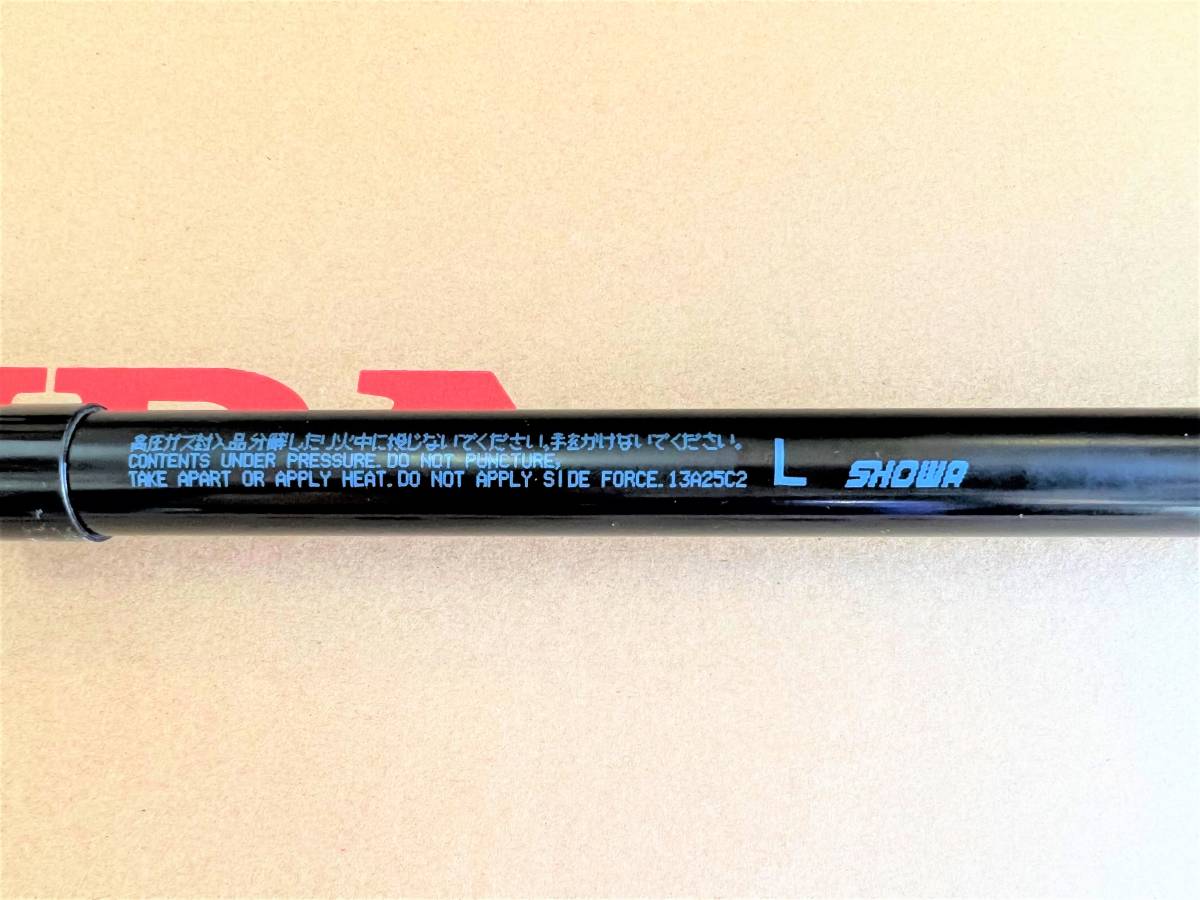 高圧ガス封入品分解したり火中に投じないでください。手をかけないでください。
CONTENTS UNDER PRESSURE.DO NOT PUNCTURE,
TAKE APART OR APPLY HEAT.DO NOT APPLY SIDE FORCE.13A25C2
L
SHOWA